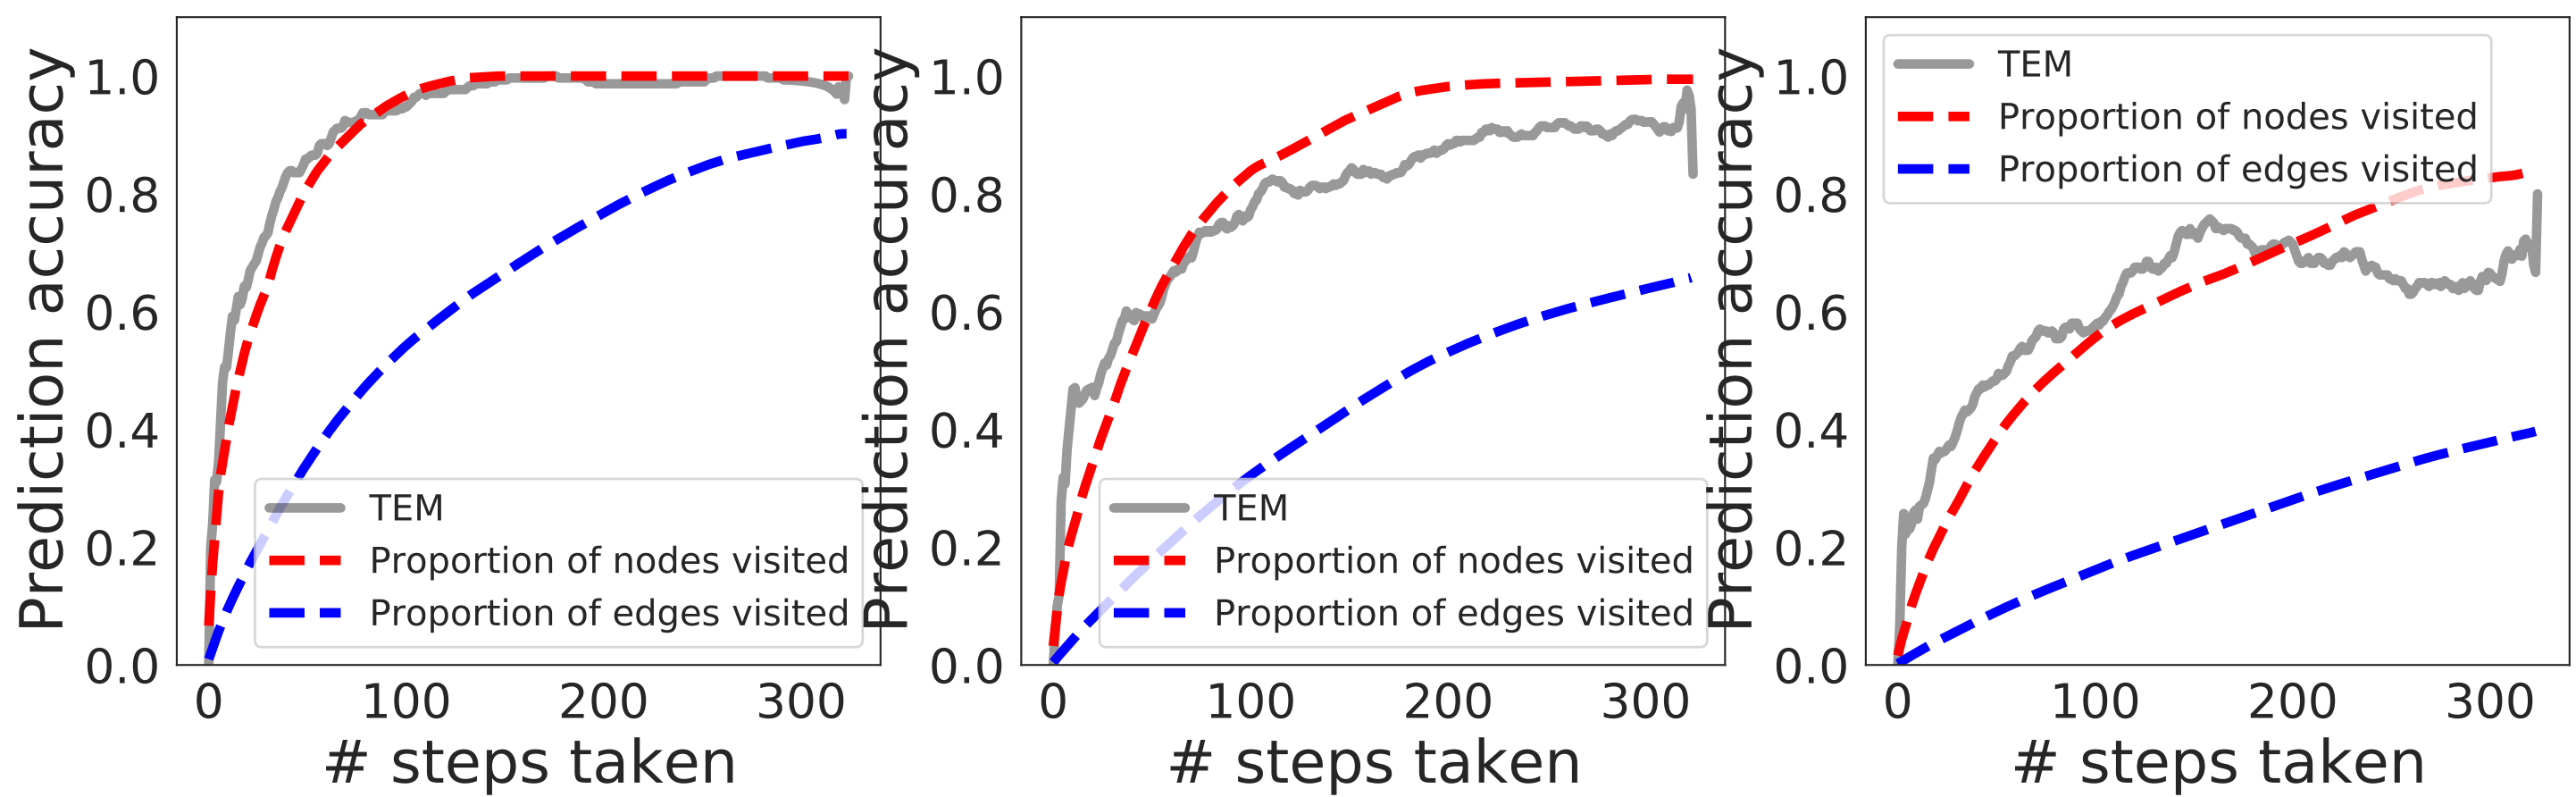 Prediction accuracy
1.0
0.8
0.6
0.4
0.2
0.0
TEM
Proportion of nodes visited
Proportion of edges visited
0 100 200 300
# steps taken
Prediction accuracy
1.0
0.8
0.6
0.4
0.2
0.0
TEM
Proportion of nodes visited
Proportion of edges visited
0 100 200 300
# steps taken
Prediction accuracy
1.0
0.8
0.6
0.4
0.2
0.0
TEM
Proportion of nodes visited
Proportion of edges visited
0 100 200 300
# steps taken